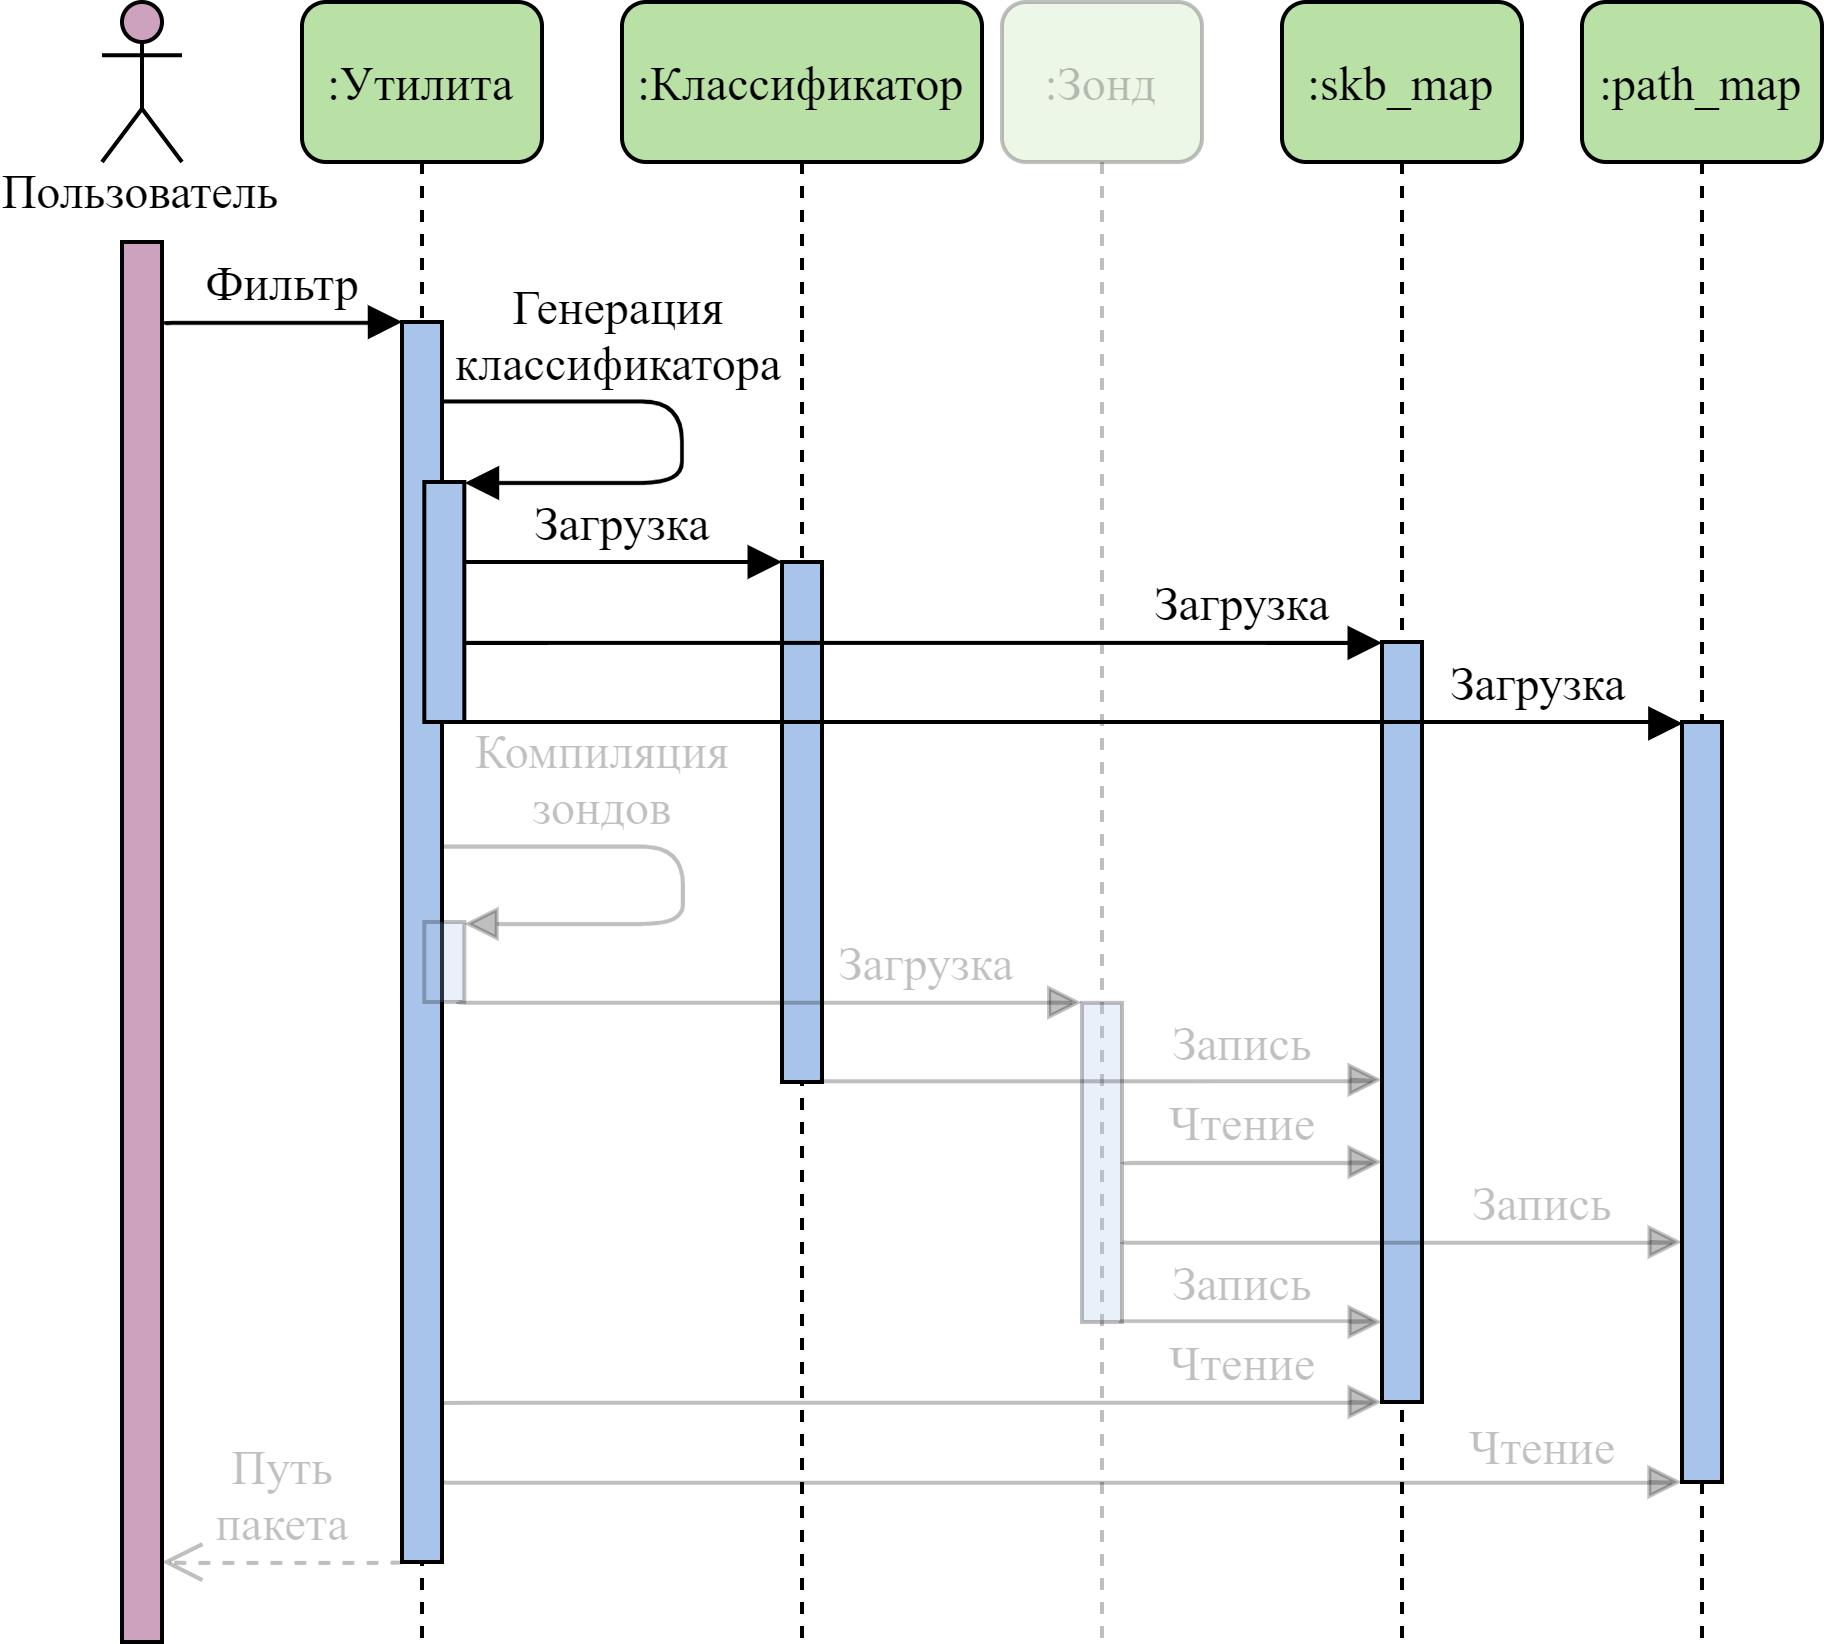 :Утилита
:Классификатор
:Зонд
:skb_map
:path_map
Пользователь
Фильтр
Генерация
классификатора
Загрузка
Загрузка
Загрузка
Компиляция
зондов
Загрузка
Запись
Чтение
Запись
Запись
Чтение
Чтение
Путь
пакета